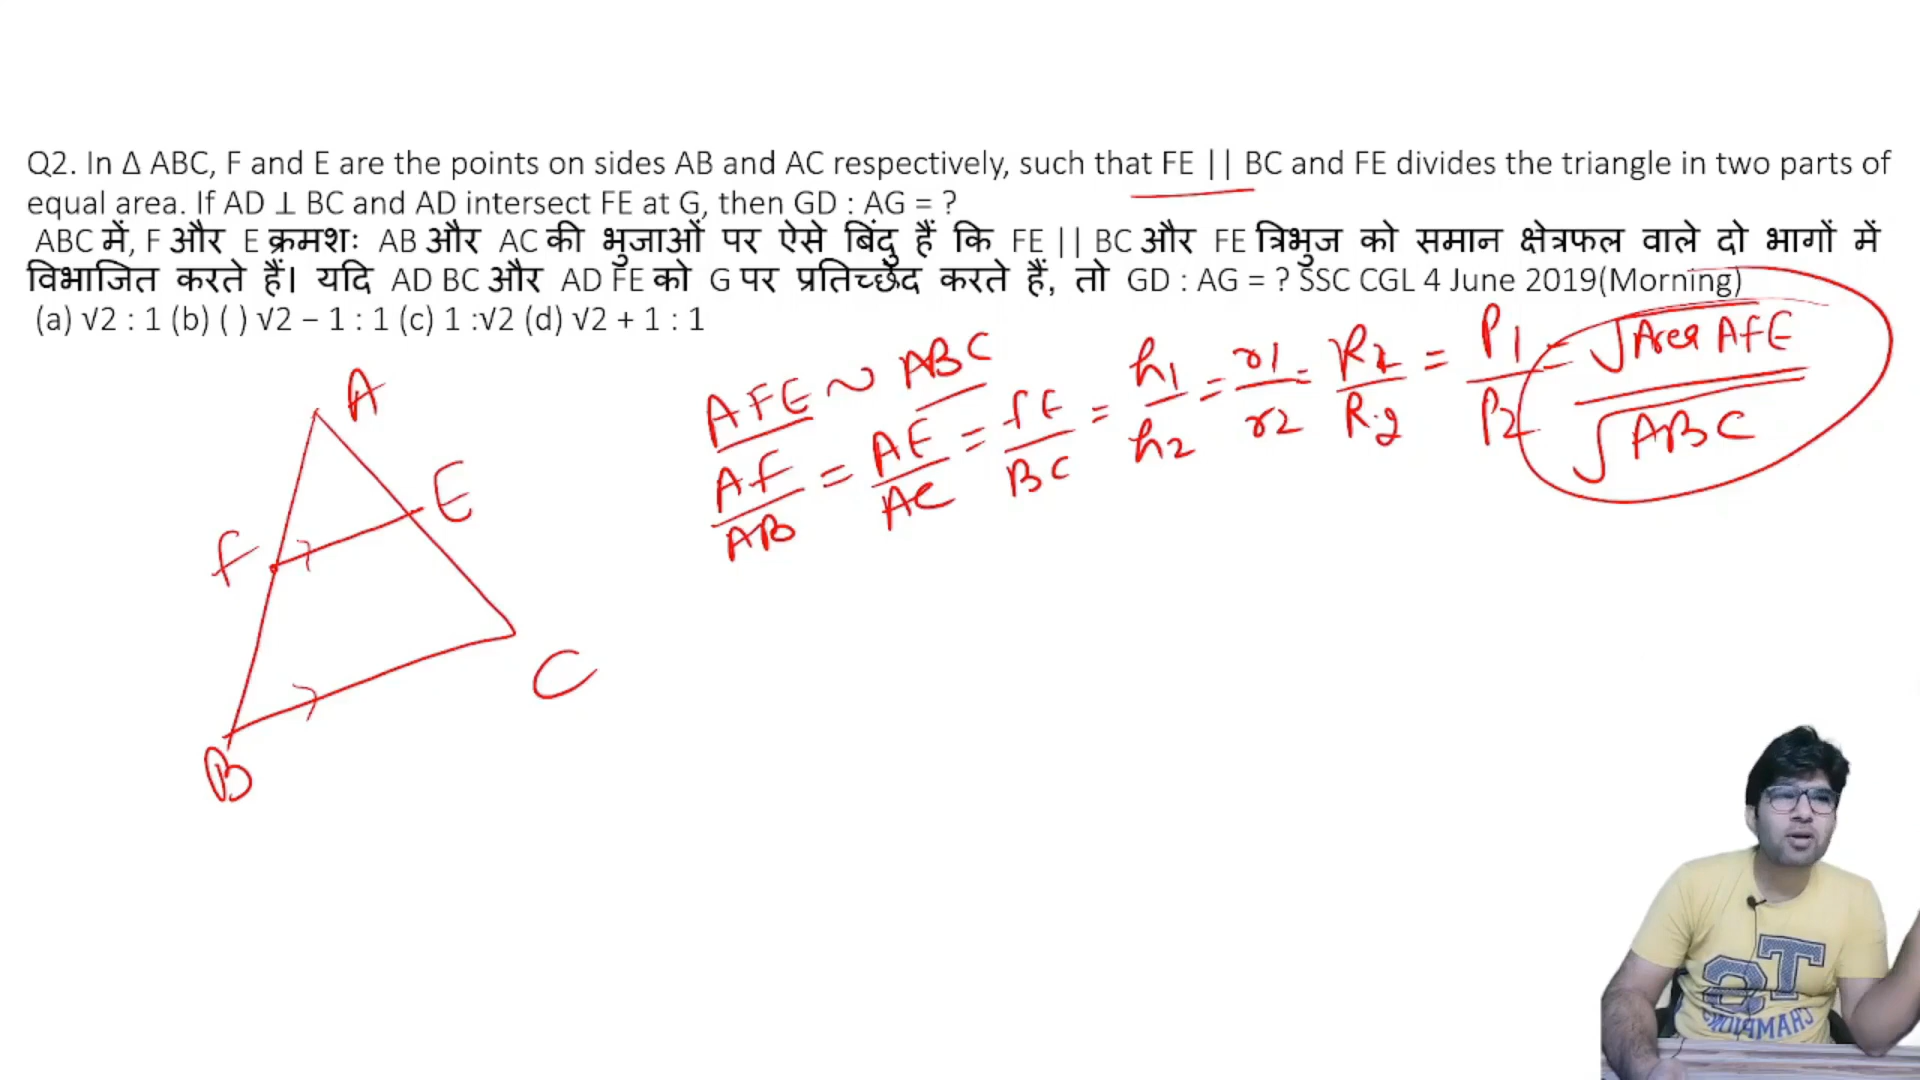 Q2. In Δ ABC, F and E are the points on sides AB and AC respectively, such that FE || BC and FE divides the triangle in two parts of
equal area. If AD ⊥ BC and AD intersect FE at G, then GD : AG = ?
ABC में, F और E क्रमशः AB और AC की भुजाओं पर ऐसे बिंदु हैं कि FE || BC और FE त्रिभुज को समान क्षेत्रफल वाले दो भागों में
विभाजित करते हैं। यदि AD BC और AD FE को G पर प्रतिच्छेद करते हैं, तो GD : AG = ? SSC CGL 4 June 2019(Morning)
(a) √2 : 1 (b) ( ) √2 – 1 : 1 (c) 1 :√2 (d) √2 + 1 : 1
AFE ~ ABC
AF/AB = AE/AC = FE/BC = h1/h2 = r1/r2 = R1/R2 = P1/P2 = √Area AFE/√ABC
A
E
F
C
B
TS
CHAMPIONS